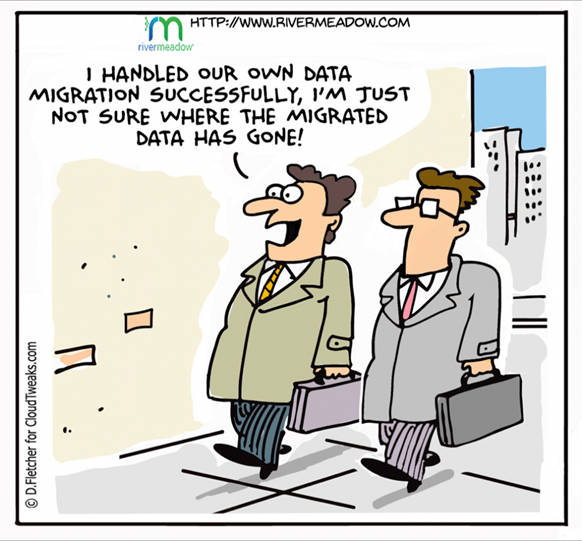 HTTP://WWW.RIVERMEADOW.COM
rm
rivermeadow
I HANDLED OUR OWN DATA
MIGRATION SUCCESSFULLY, I'M JUST
NOT SURE WHERE THE MIGRATED
DATA HAS GONE!
© D.Fletcher for CloudTweaks.com